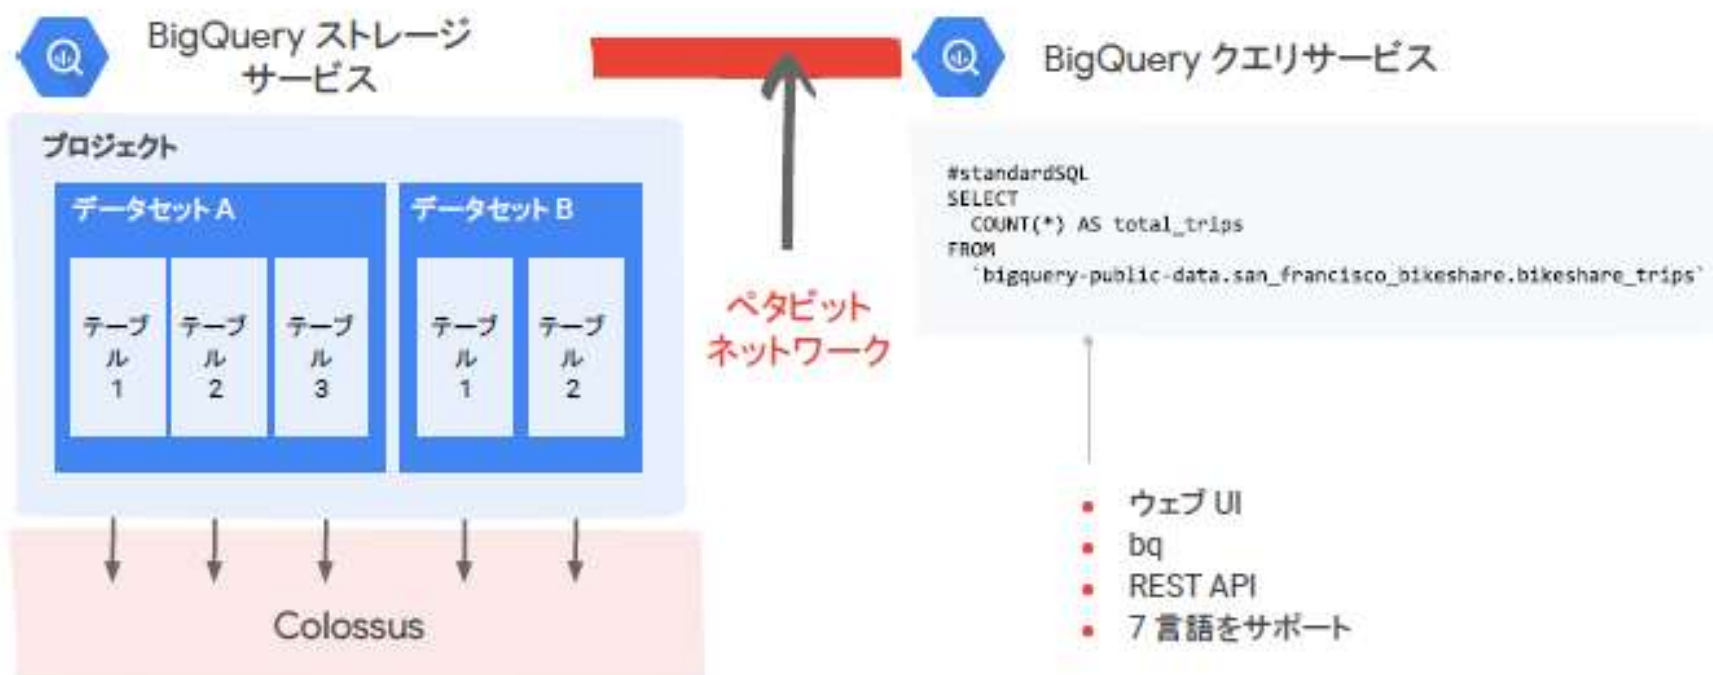 BigQuery ストレージ
サービス
BigQuery クエリサービス
プロジェクト
データセット A
テーブ
ル
1
テーブ
ル
2
テーブ
ル
3
データセット B
テーブ
ル
1
テーブ
ル
2
Colossus
ペタビット
ネットワーク
#standardSQL
SELECT
COUNT(*) AS total_trips
FROM
`bigquery-public-data.san_francisco_bikeshare.bikeshare_trips`
• ウェブ UI
• bq
• REST API
• 7 言語をサポート